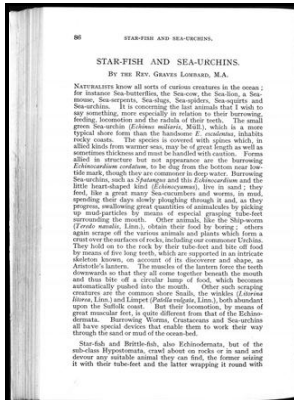 86 STAR-FISH AND SEA-URCHINS.
STAR-FISH AND SEA-URCHINS.
BY THE REV. GRAVES LOMBARD, M.A.
NATURALISTS know all sorts of curious creatures in the ocean ;
for instance Sea-butterflies, the Sea-cow, the Sea-lion, a Sea-
mouse, Sea-serpents, Sea-slugs, Sea-spiders, Sea-squirts and
Sea-urchins. It is concerning the last animals that I wish to
say something, more especially in relation to their burrowing,
feeding, locomotion and the radula of their teeth. The small
green Sea-urchin (Echinus miliaris, Müll.), which is a more
typical shore form than the handsome E. esculentus, inhabits
rocky coasts. The species is covered with spines which, in
allied kinds from warmer seas, may be of great length as well as
sometimes thickness and must be handled with caution. Forms
allied in structure but not appearance are the burrowing
Echinocardium cordatum, to be dug from the bottom near low-
tide mark, though they are commoner in deep water. Burrowing
Sea-urchins, such as Spatangus and this Echinocardium and the
little heart-shaped kind (Echinocyamus), live in sand ; they
feed, like a great many Sea-cucumbers and worms, in mud,
spending their days slowly ploughing through it and, as they
progress, swallowing great quantities of animalcules by picking
up mud-particles by means of especial grasping tube-feet
surrounding the mouth. Other animals, like the Ship-worm
(Teredo navalis, Linn.), obtain their food by boring ; others
again scrape off the various animals and plants which form a
crust over the surfaces of rocks, including our commoner Urchins.
They hold on to the rock by their tube-feet and bite off food
by means of five long teeth, which are supported in an intricate
skeleton known, on account of its discoverer and shape, as
Aristotle's lantern. The muscles of the lantern force the teeth
downwards so that they all come together beneath the mouth
and thus bite off a circular lump of food, which becomes
automatically pushed into the mouth. Other such scraping
creatures are the common shore Snails, the winkles (Litorina
litorea, Linn.) and Limpet (Patella vulgata, Linn.), both abundant
upon the Suffolk coast. But their locomotion, by means of
great muscular feet, is quite different from that of the Echino-
dermata. Burrowing Worms, Crustaceans and Sea-urchins
all have special devices that enable them to work their way
through the sand or mud of the ocean-bed.
Star-fish and Brittle-fish, also Echinodermata, but of the
sub-class Hypostomata, crawl about on rocks or in sand and
devour any suitable animal they can find, the former seizing
it with their tube-feet and the latter wrapping it round with